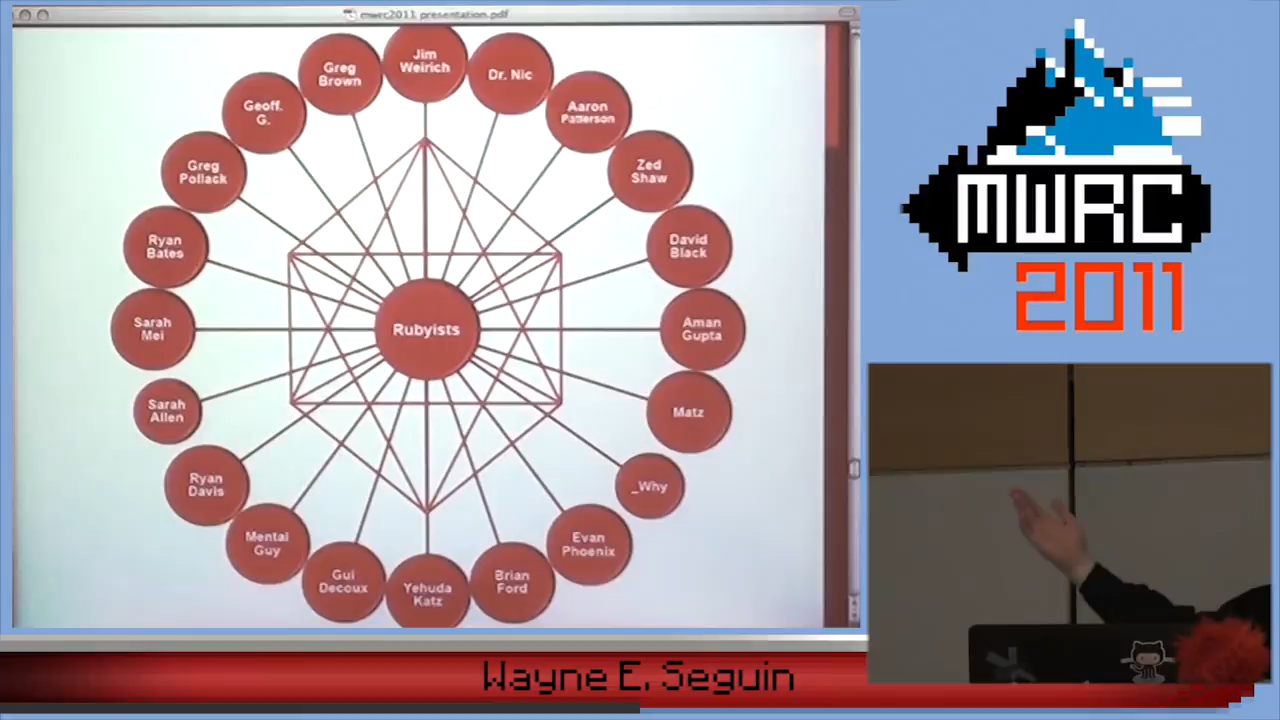 mwrc2011 presentation.pdf
Jim
Weirich
Dr. Nic
Aaron
Patterson
Zed
Shaw
David
Black
Aman
Gupta
Matz
_Why
Evan
Phoenix
Brian
Ford
Yehuda
Katz
Gui
Decoux
Mental
Guy
Ryan
Davis
Sarah
Allen
Sarah
Mei
Ryan
Bates
Greg
Pollack
Geoff.
G.
Greg
Brown
Rubyists
MWRC
2011
Wayne E. Seguin